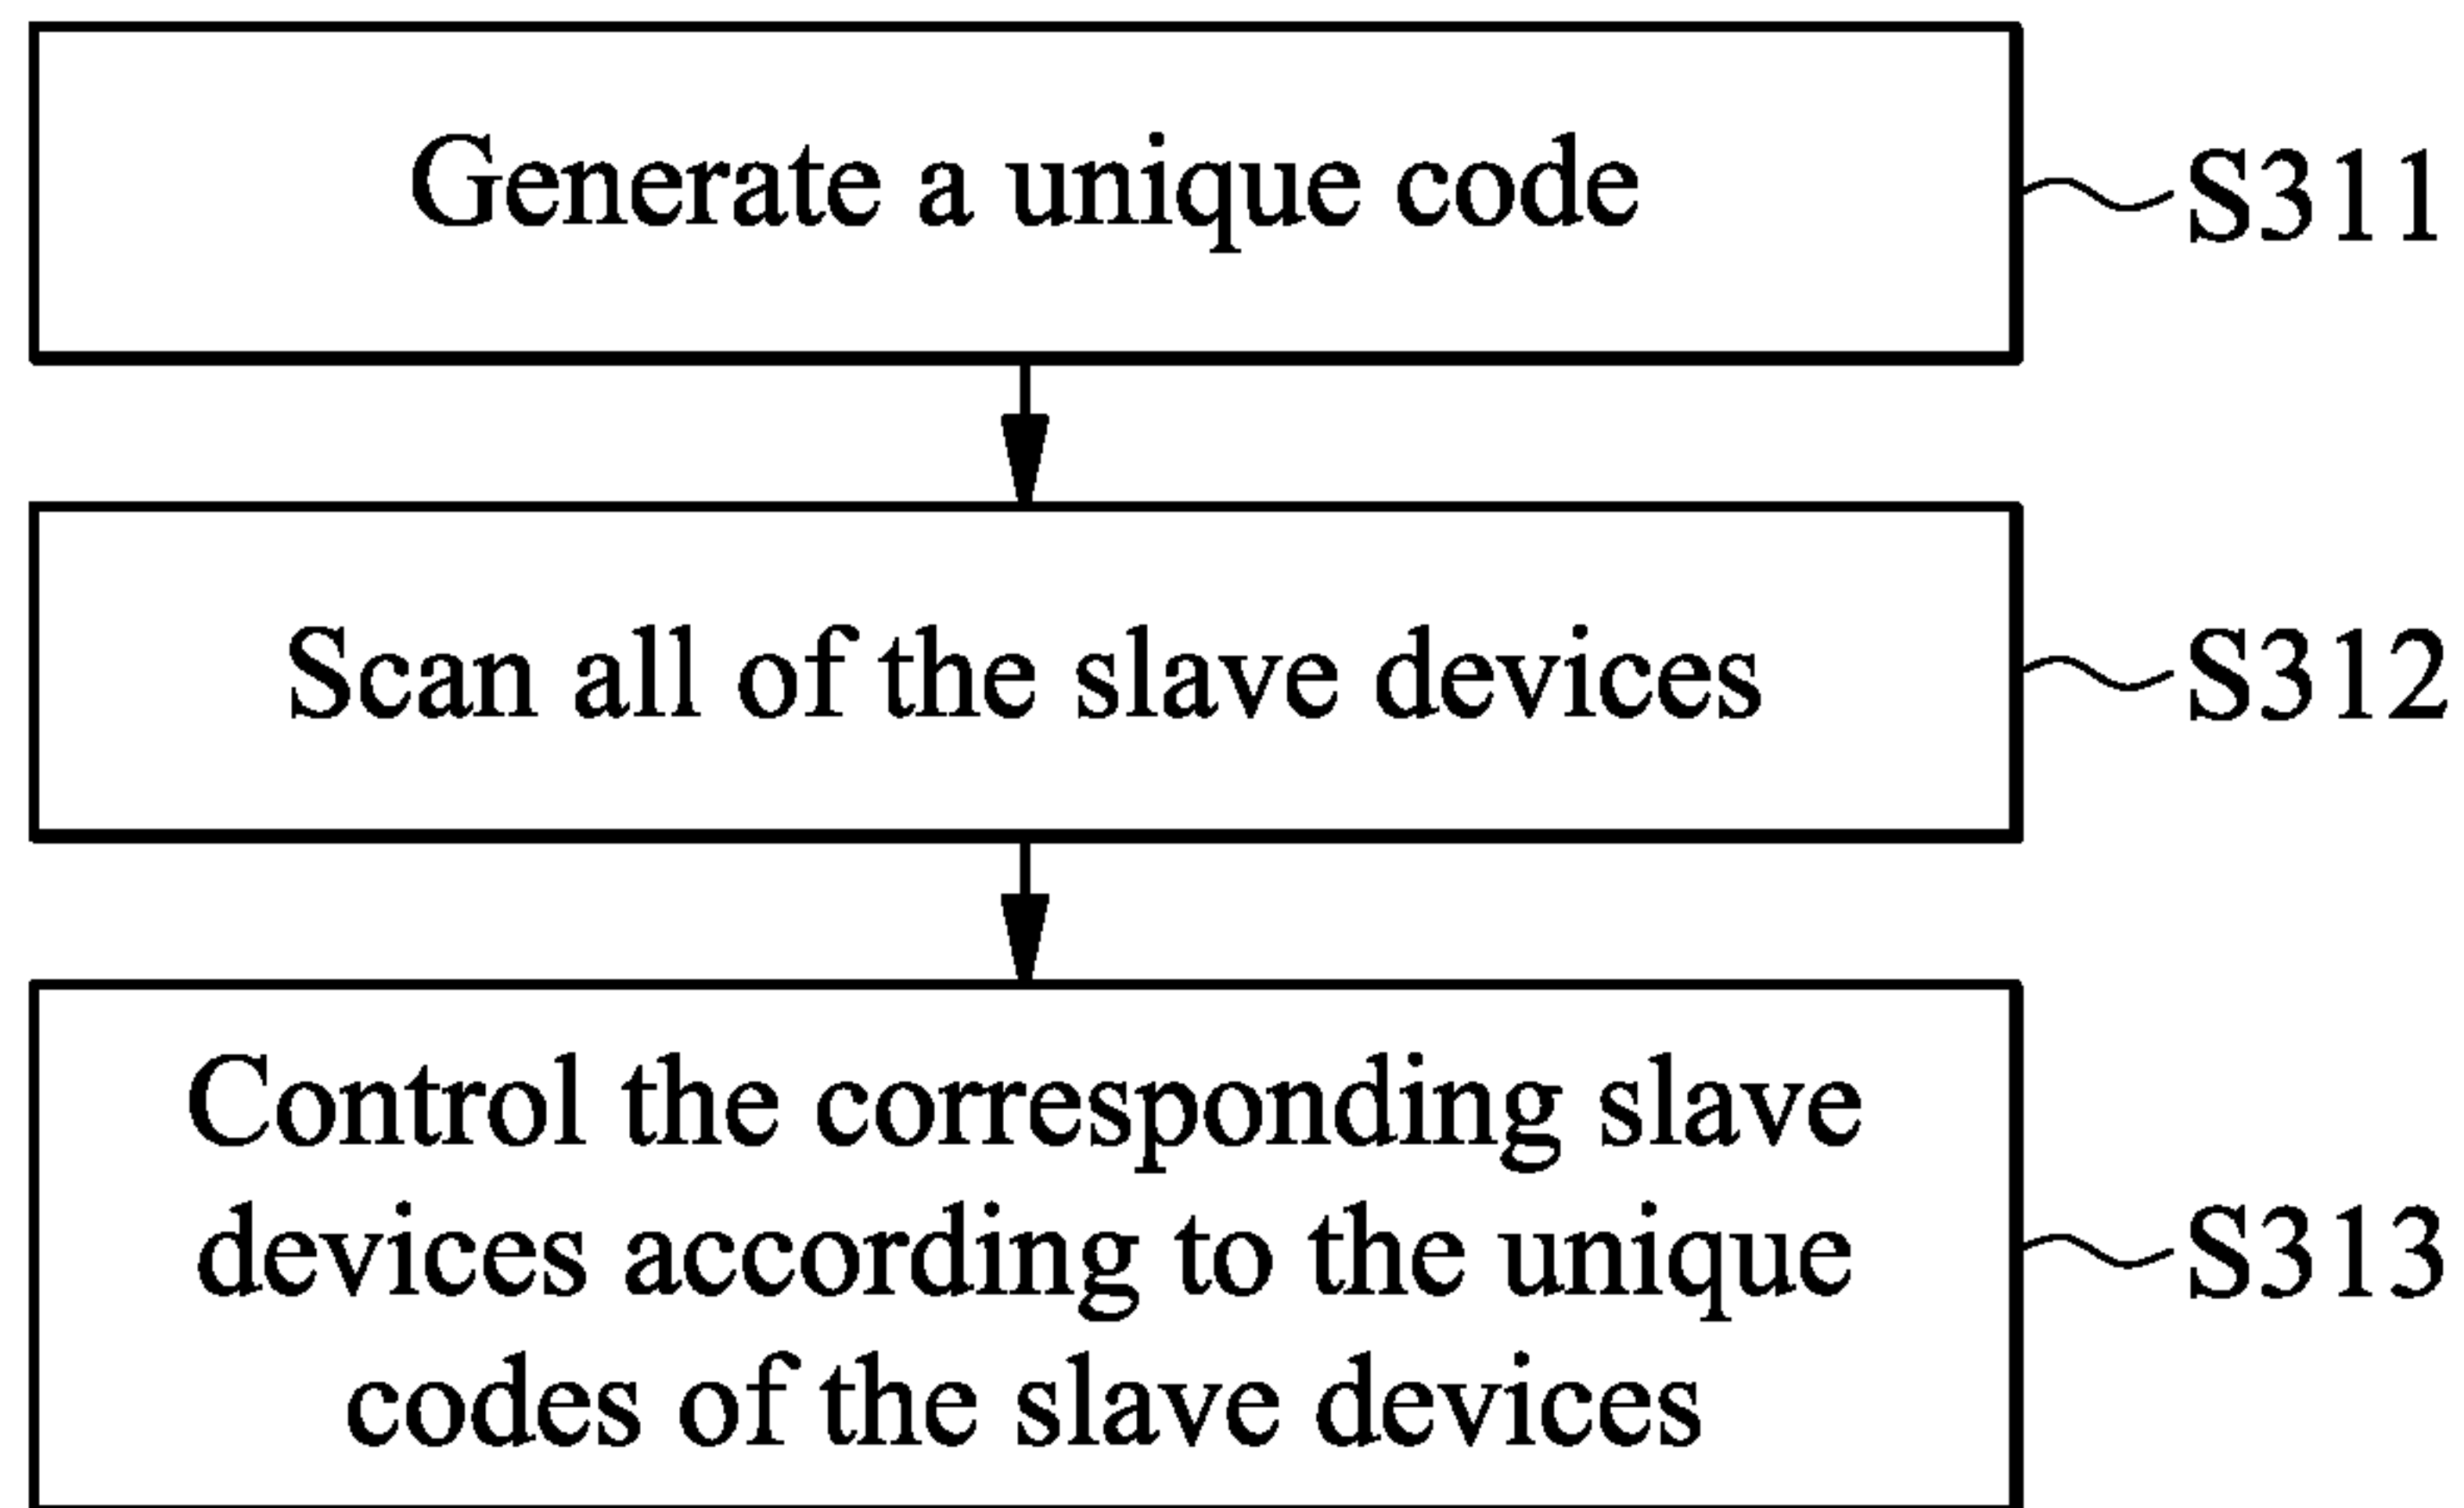 Generate a unique code
S311
Scan all of the slave devices
S312
Control the corresponding slave
devices according to the unique
codes of the slave devices
S313